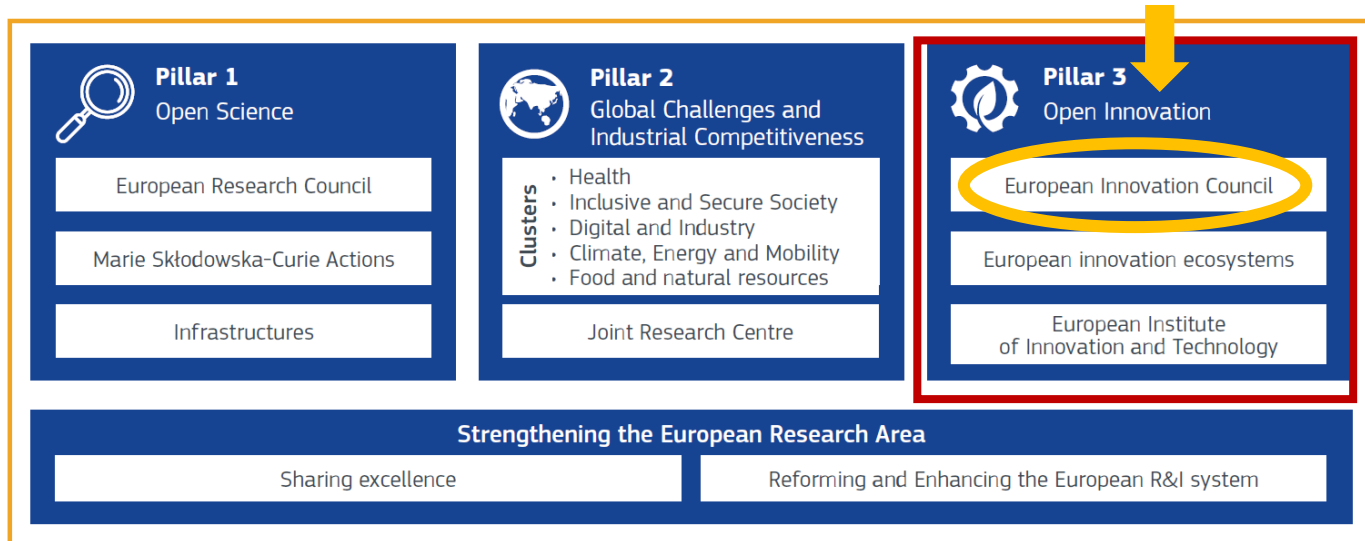 Pillar 1
Open Science
European Research Council
Marie Skłodowska-Curie Actions
Infrastructures
Pillar 2
Global Challenges and
Industrial Competitiveness
Clusters
· Health
· Inclusive and Secure Society
· Digital and Industry
· Climate, Energy and Mobility
· Food and natural resources
Joint Research Centre
Pillar 3
Open Innovation
European Innovation Council
European innovation ecosystems
European Institute
of Innovation and Technology
Strengthening the European Research Area
Sharing excellence
Reforming and Enhancing the European R&I system